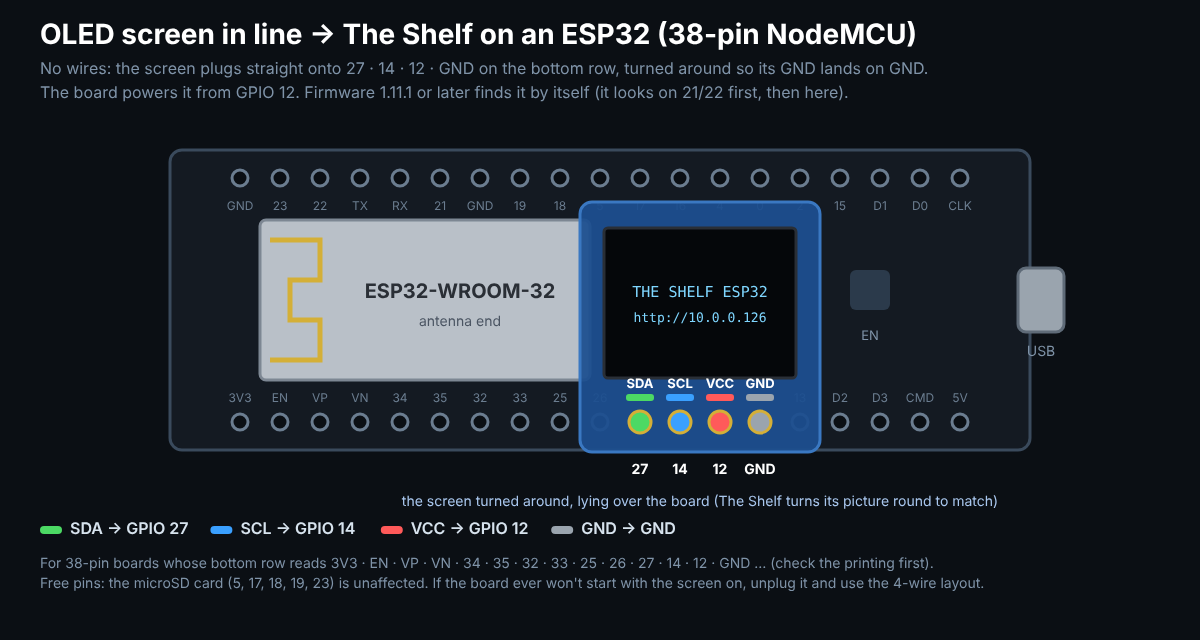 OLED screen in line → The Shelf on an ESP32 (38-pin NodeMCU)
No wires: the screen plugs straight onto 27 · 14 · 12 · GND on the bottom row, turned around so its GND lands on GND.
The board powers it from GPIO 12. Firmware 1.11.1 or later finds it by itself (it looks on 21/22 first, then here).
GND 23 22 TX RX 21 GND 19 18 15 D1 D0 CLK
ESP32-WROOM-32
antenna end
THE SHELF ESP32
http://10.0.0.126
EN
USB
SDA SCL VCC GND
3V3 EN VP VN 34 35 32 33 25 D2 D3 CMD 5V
27 14 12 GND
the screen turned around, lying over the board (The Shelf turns its picture round to match)
SDA → GPIO 27 SCL → GPIO 14 VCC → GPIO 12 GND → GND
For 38-pin boards whose bottom row reads 3V3 · EN · VP · VN · 34 · 35 · 32 · 33 · 25 · 26 · 27 · 14 · 12 · GND ... (check the printing first).
Free pins: the microSD card (5, 17, 18, 19, 23) is unaffected. If the board ever won't start with the screen on, unplug it and use the 4-wire layout.